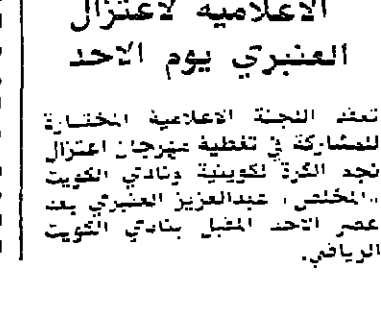 الاعلامية لاعتزال
العنبري يوم الاحد
تعقد اللجنة الاعلامية المختارة
للمشاركة في تغطية مهرجان اعتزال
نجم الكرة الكويتية ونادي الكويت
«المخلص» عبدالعزيز العنبري بعد
عصر الاحد المقبل بنادي الكويت
الرياضي.